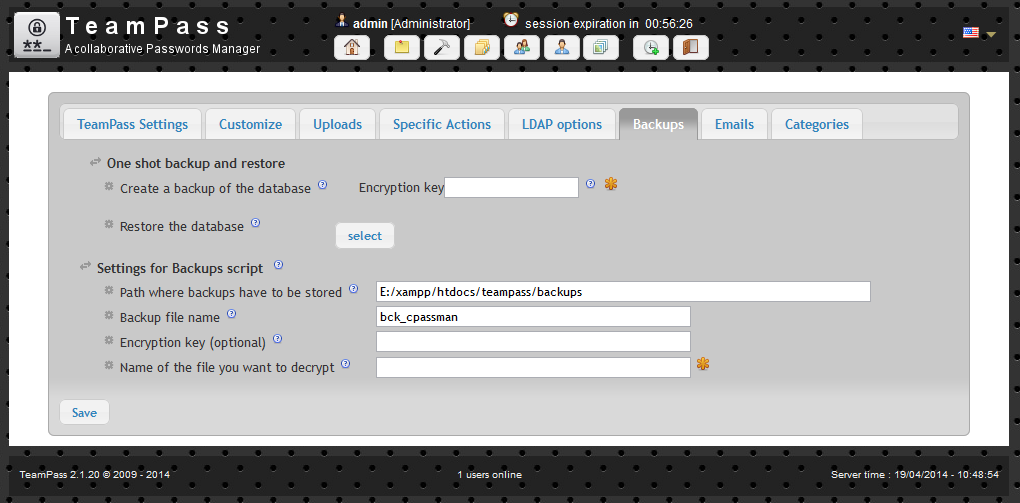 TeamPass
A collaborative Passwords Manager
**_
admin [Administrator]
session expiration in 00:56:26
TeamPass Settings
Customize
Uploads
Specific Actions
LDAP options
Backups
Emails
Categories
One shot backup and restore
Create a backup of the database ?
Encryption key ?
Restore the database ?
select
Settings for Backups script ?
Path where backups have to be stored ?
E:/xampp/htdocs/teampass/backups
Backup file name ?
bck_cpassman
Encryption key (optional) ?
Name of the file you want to decrypt ?
Save
TeamPass 2.1.20 © 2009 - 2014
1 users online
Server time : 19/04/2014 - 10:48:54